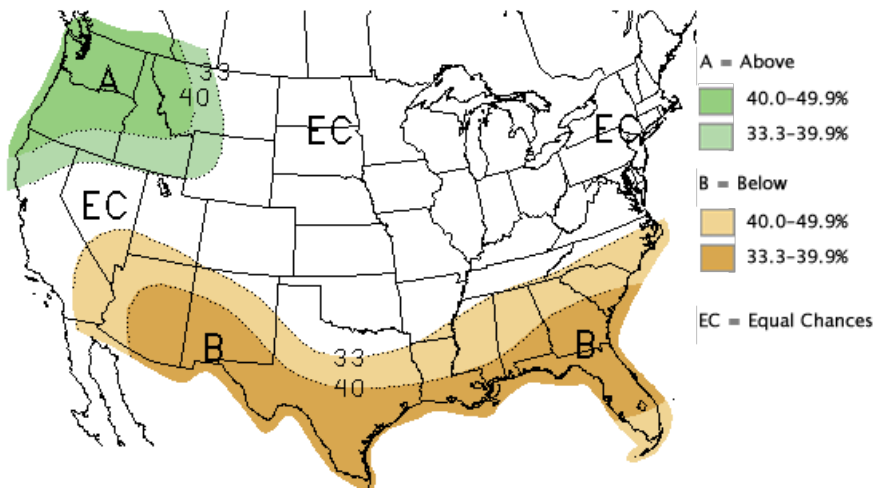 A
33
40
EC
EC
EC
B
B
33
40
A = Above
40.0-49.9%
33.3-39.9%
B = Below
40.0-49.9%
33.3-39.9%
EC = Equal Chances